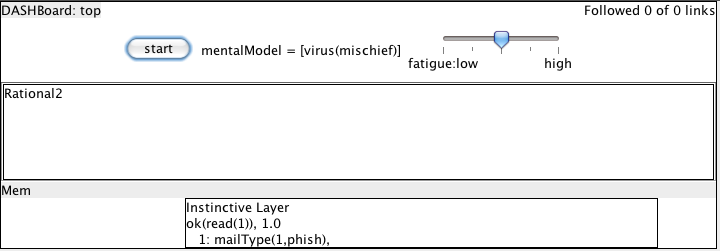 DASHBoard: top
Followed 0 of 0 links
start
mentalModel = [virus(mischief)]
fatigue:low
high
Rational2
Mem
Instinctive Layer
ok(read(1)), 1.0
1: mailType(1,phish),